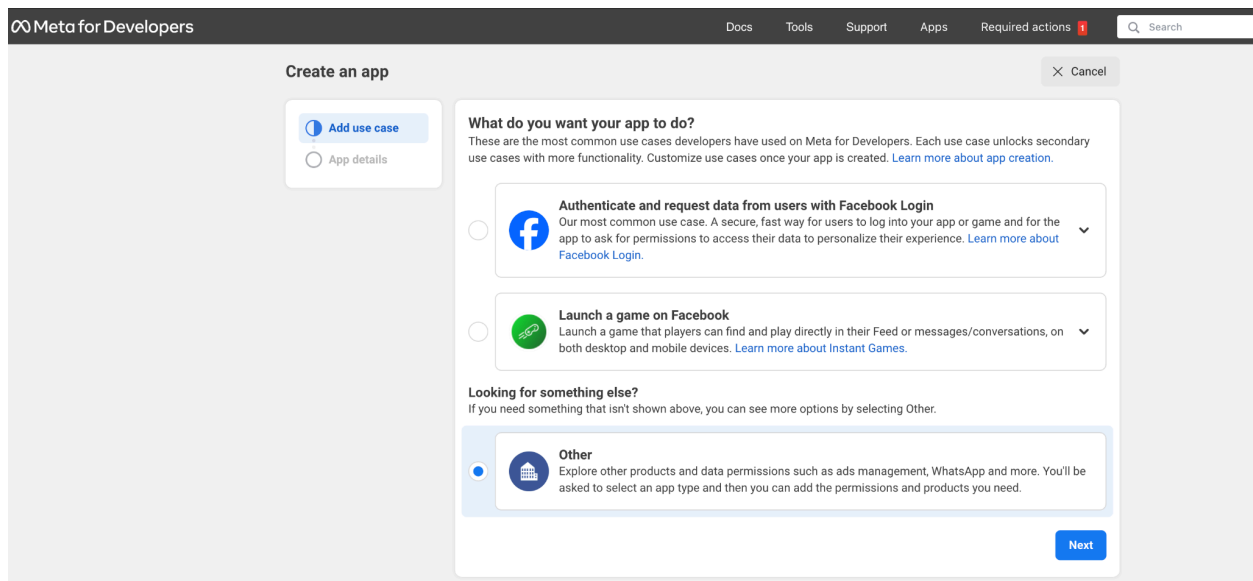 Meta for Developers
Docs Tools Support Apps Required actions 1 Search
Create an app
Cancel
Add use case
App details
What do you want your app to do?
These are the most common use cases developers have used on Meta for Developers. Each use case unlocks secondary
use cases with more functionality. Customize use cases once your app is created. Learn more about app creation.
Authenticate and request data from users with Facebook Login
Our most common use case. A secure, fast way for users to log into your app or game and for the
app to ask for permissions to access their data to personalize their experience. Learn more about
Facebook Login.
Launch a game on Facebook
Launch a game that players can find and play directly in their Feed or messages/conversations, on
both desktop and mobile devices. Learn more about Instant Games.
Looking for something else?
If you need something that isn't shown above, you can see more options by selecting Other.
Other
Explore other products and data permissions such as ads management, WhatsApp and more. You'll be
asked to select an app type and then you can add the permissions and products you need.
Next